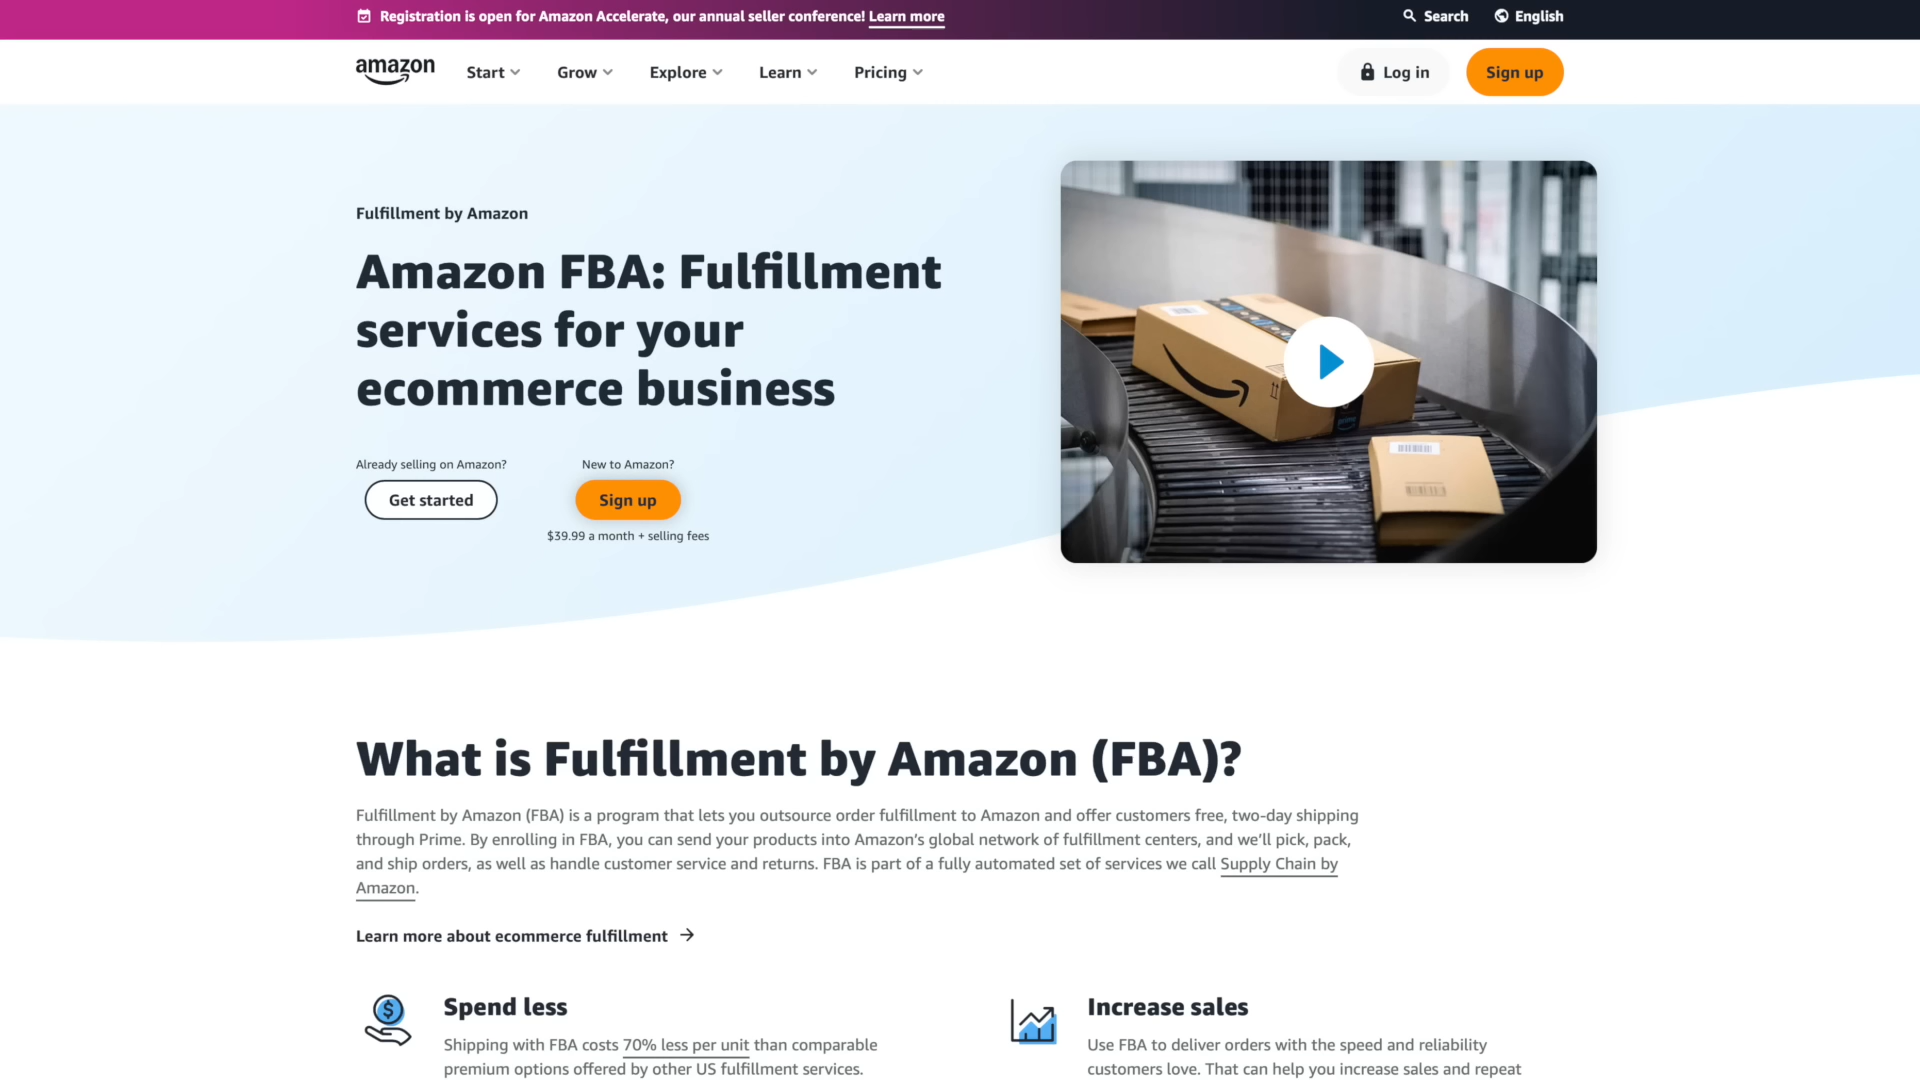 Registration is open for Amazon Accelerate, our annual seller conference! Learn more
Search
English
amazon
Start
Grow
Explore
Learn
Pricing
Log in
Sign up
Fulfillment by Amazon
Amazon FBA: Fulfillment
services for your
ecommerce business
Already selling on Amazon?
Get started
New to Amazon?
Sign up
$39.99 a month + selling fees
What is Fulfillment by Amazon (FBA)?
Fulfillment by Amazon (FBA) is a program that lets you outsource order fulfillment to Amazon and offer customers free, two-day shipping
through Prime. By enrolling in FBA, you can send your products into Amazon’s global network of fulfillment centers, and we’ll pick, pack,
and ship orders, as well as handle customer service and returns. FBA is part of a fully automated set of services we call Supply Chain by
Amazon.
Learn more about ecommerce fulfillment
Spend less
Shipping with FBA costs 70% less per unit than comparable
premium options offered by other US fulfillment services.
Increase sales
Use FBA to deliver orders with the speed and reliability
customers love. That can help you increase sales and repeat